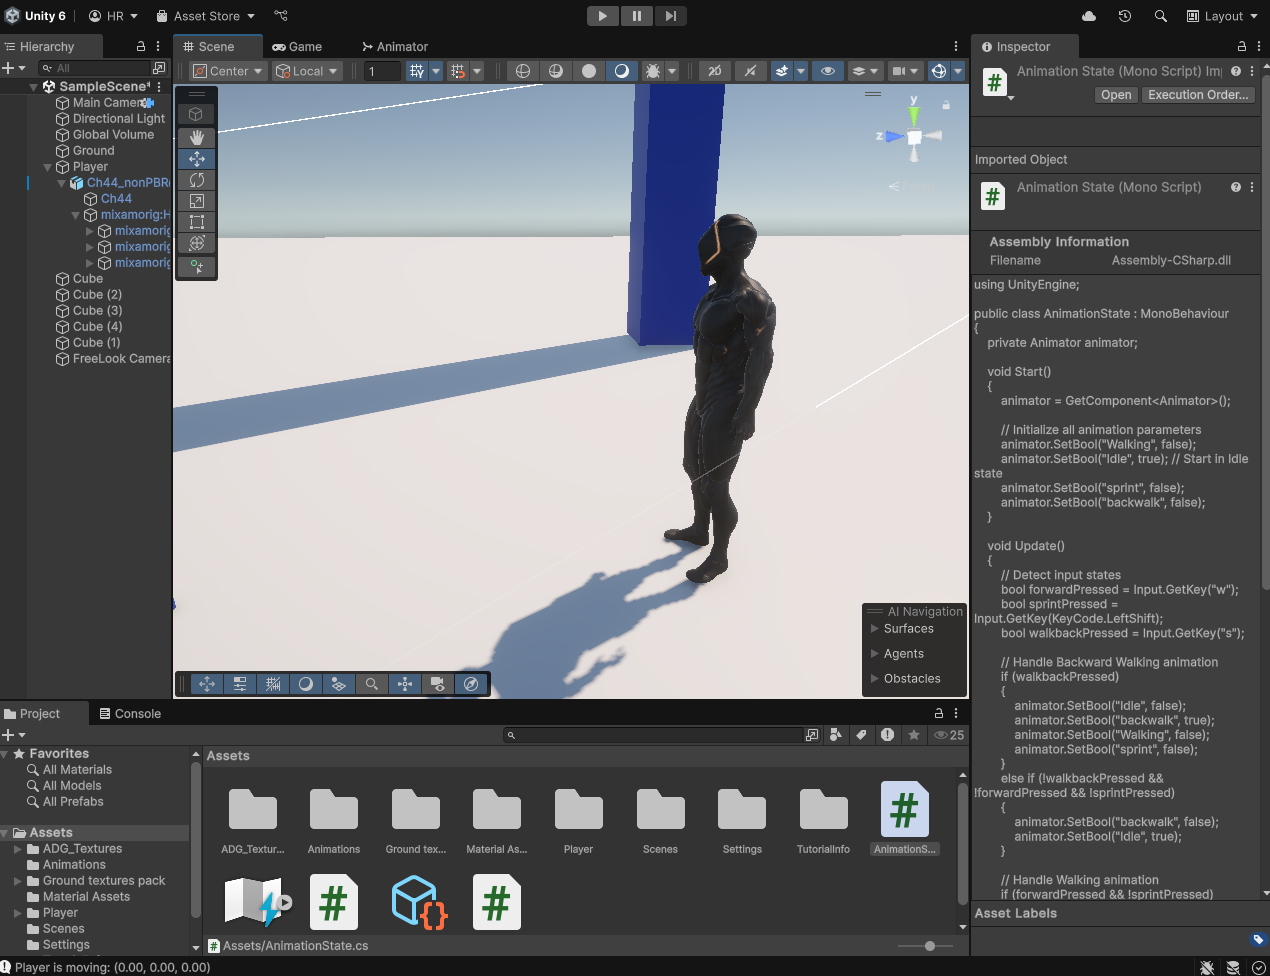 Unity 6
HR
Asset Store
Layout
Hierarchy
Scene
Game
Animator
Inspector
All
Center
Local
1
2D
Animation State (Mono Script) Im
Open
Execution Order...
SampleScene*
Main Camer
Directional Light
Global Volume
Ground
Player
Ch44_nonPBR
Ch44
mixamorig:H
mixamorig
mixamorig
mixamorig
Cube
Cube (2)
Cube (3)
Cube (4)
Cube (1)
FreeLook Camera
y
z
Imported Object
Animation State (Mono Script)
Assembly Information
Filename
Assembly-CSharp.dll
using UnityEngine;
public class AnimationState : MonoBehaviour
{
private Animator animator;
void Start()
{
animator = GetComponent<Animator>();
// Initialize all animation parameters
animator.SetBool("Walking", false);
animator.SetBool("Idle", true); // Start in Idle
state
animator.SetBool("sprint", false);
animator.SetBool("backwalk", false);
}
void Update()
{
// Detect input states
bool forwardPressed = Input.GetKey("w");
bool sprintPressed =
Input.GetKey(KeyCode.LeftShift);
bool walkbackPressed = Input.GetKey("s");
// Handle Backward Walking animation
if (walkbackPressed)
{
animator.SetBool("Idle", false);
animator.SetBool("backwalk", true);
animator.SetBool("Walking", false);
animator.SetBool("sprint", false);
}
else if (!walkbackPressed &&
!forwardPressed && !sprintPressed)
{
animator.SetBool("backwalk", false);
animator.SetBool("Idle", true);
}
// Handle Walking animation
if (forwardPressed && !sprintPressed)
Asset Labels
AI Navigation
Surfaces
Agents
Obstacles
Project
Console
25
Favorites
All Materials
All Models
All Prefabs
Assets
ADG_Textures
Animations
Ground textures pack
Material Assets
Player
Scenes
Settings
Assets
ADG_Textur...
Animations
Ground tex...
Material As...
Player
Scenes
Settings
TutorialInfo
AnimationS...
Assets/AnimationState.cs
Player is moving: (0.00, 0.00, 0.00)